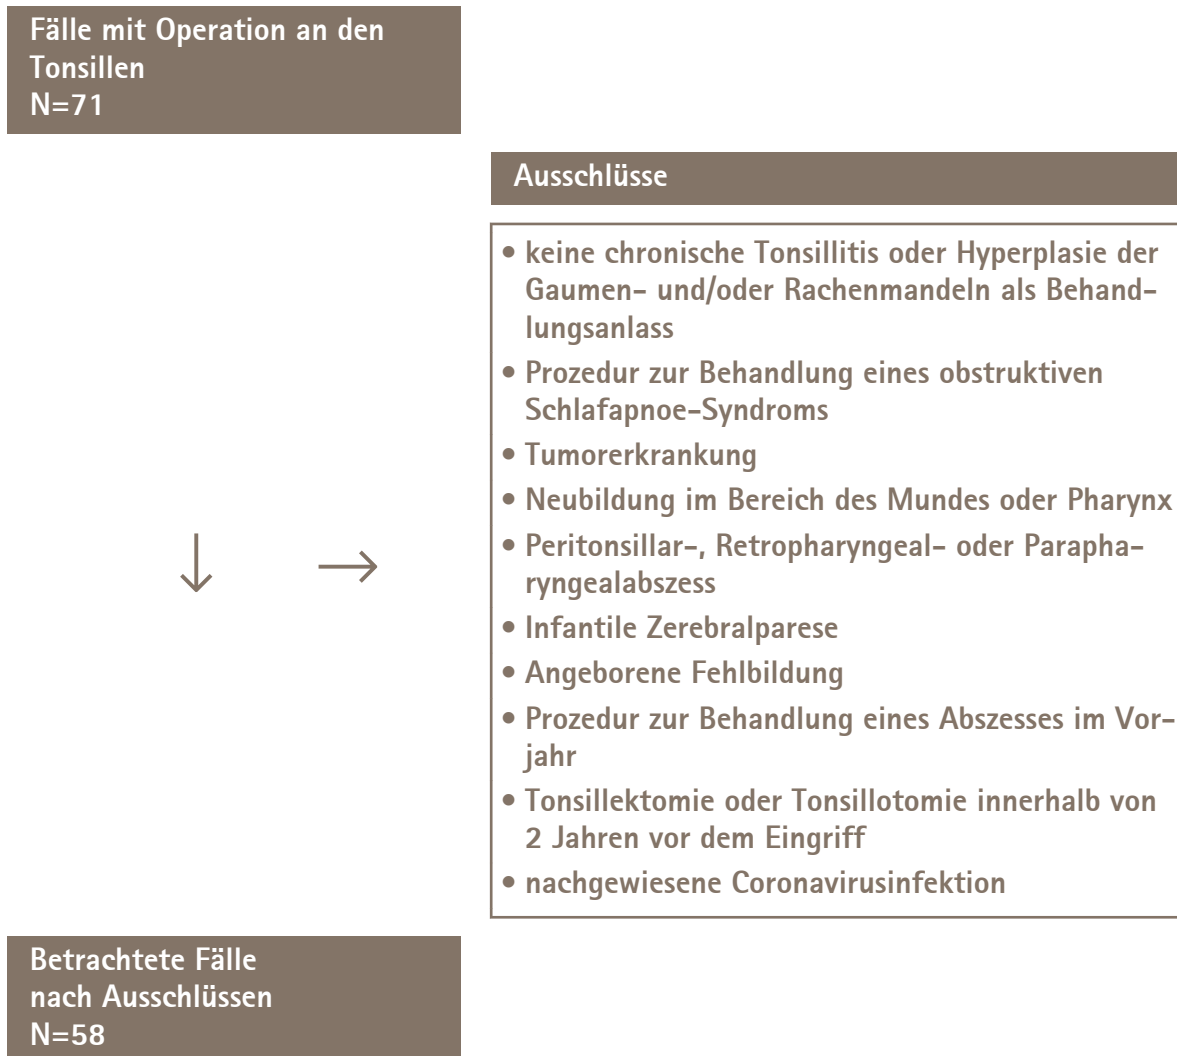 Fälle mit Operation an den
Tonsillen
N=71
Ausschlüsse
• keine chronische Tonsillitis oder Hyperplasie der
Gaumen- und/oder Rachenmandeln als Behand-
lungsanlass
• Prozedur zur Behandlung eines obstruktiven
Schlafapnoe-Syndroms
• Tumorerkrankung
• Neubildung im Bereich des Mundes oder Pharynx
• Peritonsillar-, Retropharyngeal- oder Parapha-
ryngealabszess
• Infantile Zerebralparese
• Angeborene Fehlbildung
• Prozedur zur Behandlung eines Abszesses im Vor-
jahr
• Tonsillektomie oder Tonsillotomie innerhalb von
2 Jahren vor dem Eingriff
• nachgewiesene Coronavirusinfektion
Betrachtete Fälle
nach Ausschlüssen
N=58